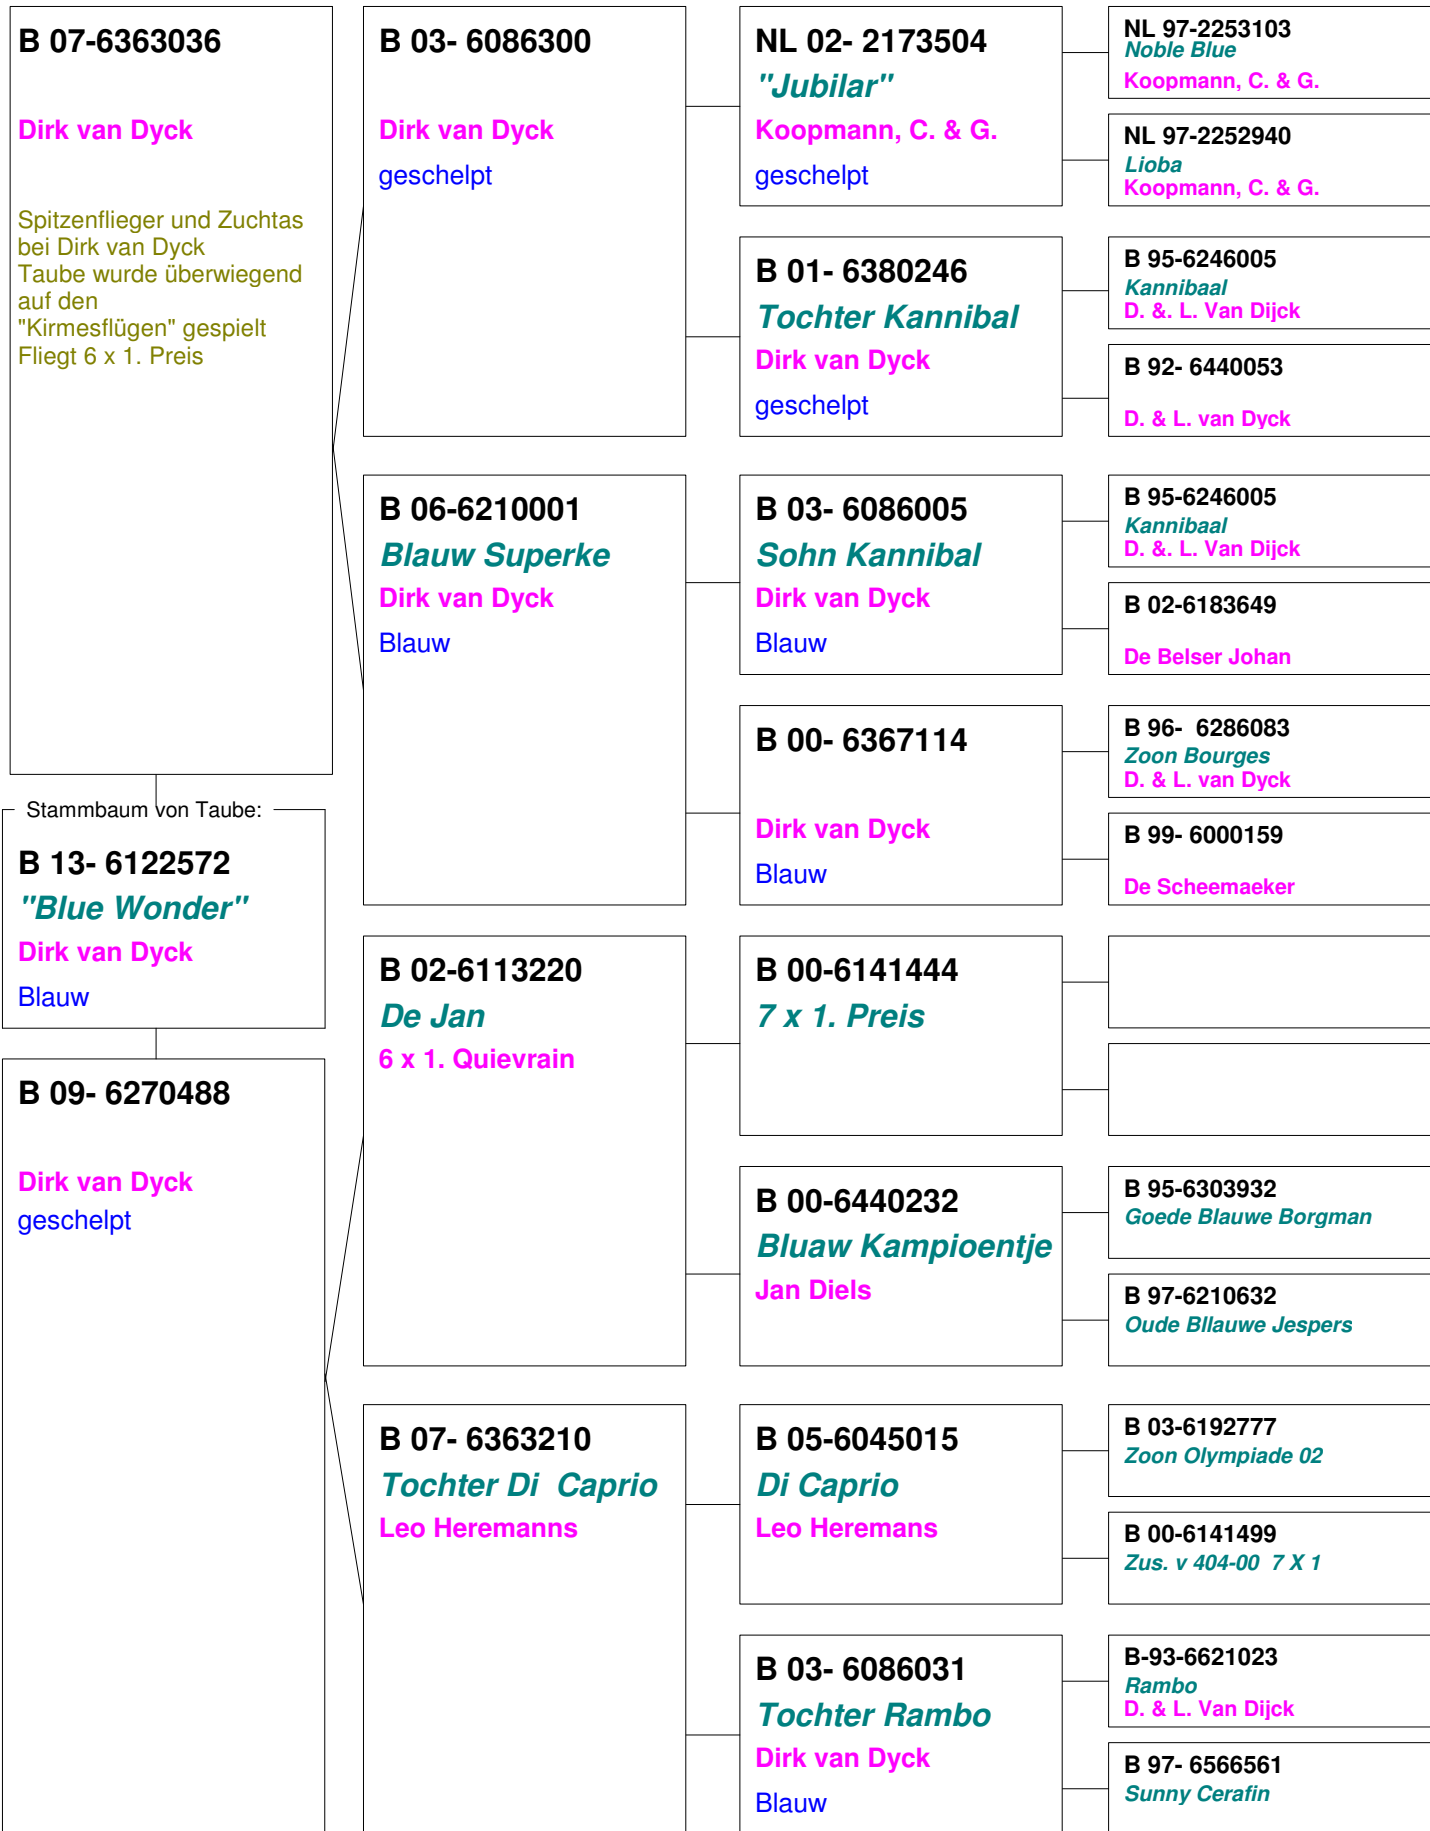 B 07-6363036
Dirk van Dyck
Spitzenflieger und Zuchtas
bei Dirk van Dyck
Taube wurde überwiegend
auf den
"Kirmesflügen" gespielt
Fliegt 6 x 1. Preis
Stammbaum von Taube:
B 13- 6122572
"Blue Wonder"
Dirk van Dyck
Blauw
B 09- 6270488
Dirk van Dyck
geschelpt
B 03- 6086300
Dirk van Dyck
geschelpt
B 06-6210001
Blauw Superke
Dirk van Dyck
Blauw
B 02-6113220
De Jan
6 x 1. Quievrain
B 07- 6363210
Tochter Di  Caprio
Leo Heremanns
NL 02- 2173504
"Jubilar"
Koopmann, C. & G.
geschelpt
B 01- 6380246
Tochter Kannibal
Dirk van Dyck
geschelpt
B 03- 6086005
Sohn Kannibal
Dirk van Dyck
Blauw
B 00- 6367114
Dirk van Dyck
Blauw
B 00-6141444
7 x 1. Preis
B 00-6440232
Bluaw Kampioentje
Jan Diels
B 05-6045015
Di Caprio
Leo Heremans
B 03- 6086031
Tochter Rambo
Dirk van Dyck
Blauw
NL 97-2253103
Noble Blue
Koopmann, C. & G.
NL 97-2252940
Lioba
Koopmann, C. & G.
B 95-6246005
Kannibaal
D. &. L. Van Dijck
B 92- 6440053
D. & L. van Dyck
B 95-6246005
Kannibaal
D. &. L. Van Dijck
B 02-6183649
De Belser Johan
B 96-  6286083
Zoon Bourges
D. & L. van Dyck
B 99- 6000159
De Scheemaeker
B 95-6303932
Goede Blauwe Borgman
B 97-6210632
Oude Bllauwe Jespers
B 03-6192777
Zoon Olympiade 02
B 00-6141499
Zus. v 404-00  7 X 1
B-93-6621023
Rambo
D. & L. Van Dijck
B 97- 6566561
Sunny Cerafin